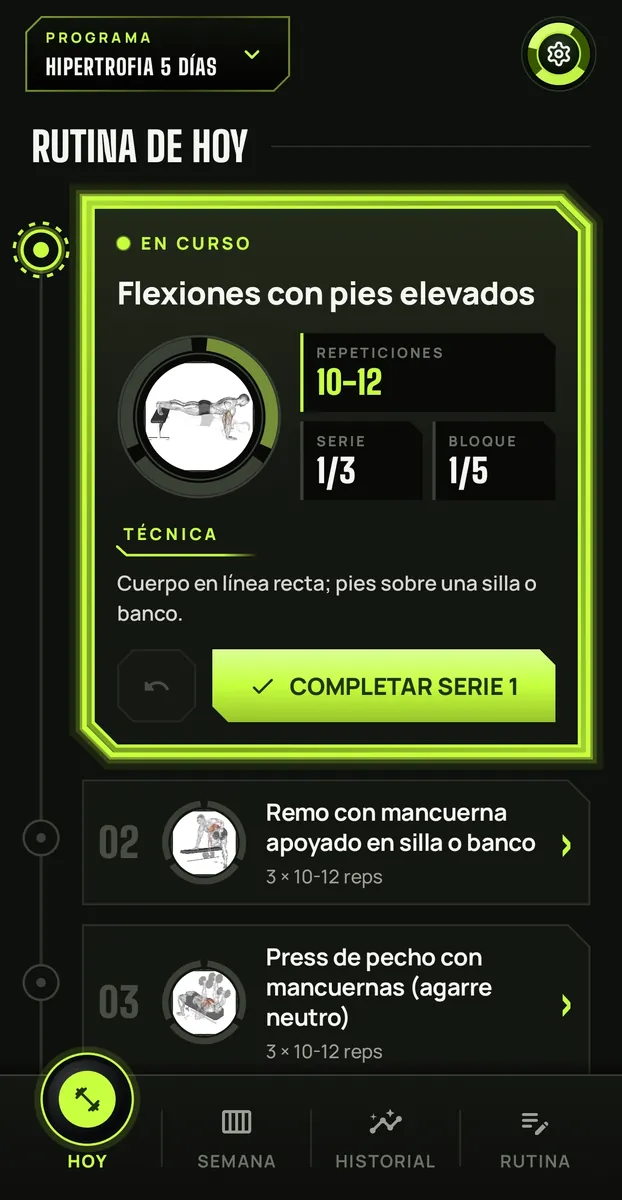 PROGRAMA
HIPERTROFIA 5 DÍAS
RUTINA DE HOY
EN CURSO
Flexiones con pies elevados
REPETICIONES
10-12
SERIE
1/3
BLOQUE
1/5
TÉCNICA
Cuerpo en línea recta; pies sobre una silla o
banco.
COMPLETAR SERIE 1
02
Remo con mancuerna
apoyado en silla o banco
3 × 10-12 reps
03
Press de pecho con
mancuernas (agarre
neutro)
3 × 10-12 reps
HOY
SEMANA
HISTORIAL
RUTINA